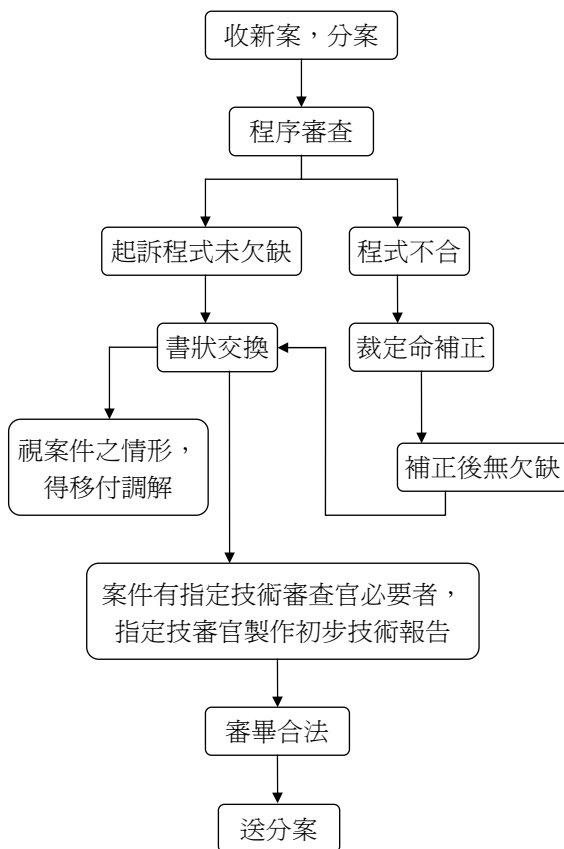 收新案，分案
程序審查
起訴程式未欠缺
程式不合
書狀交換
裁定命補正
視案件之情形，
得移付調解
補正後無欠缺
案件有指定技術審查官必要者，
指定技審官製作初步技術報告
審畢合法
送分案